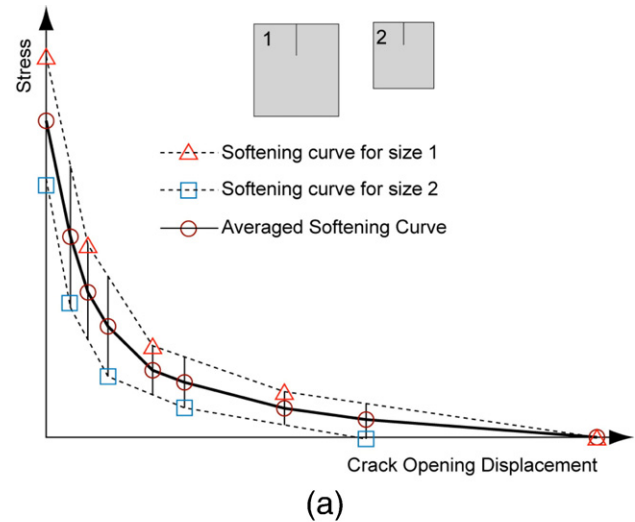 1
2
Stress
Softening curve for size 1
Softening curve for size 2
Averaged Softening Curve
Crack Opening Displacement
(a)